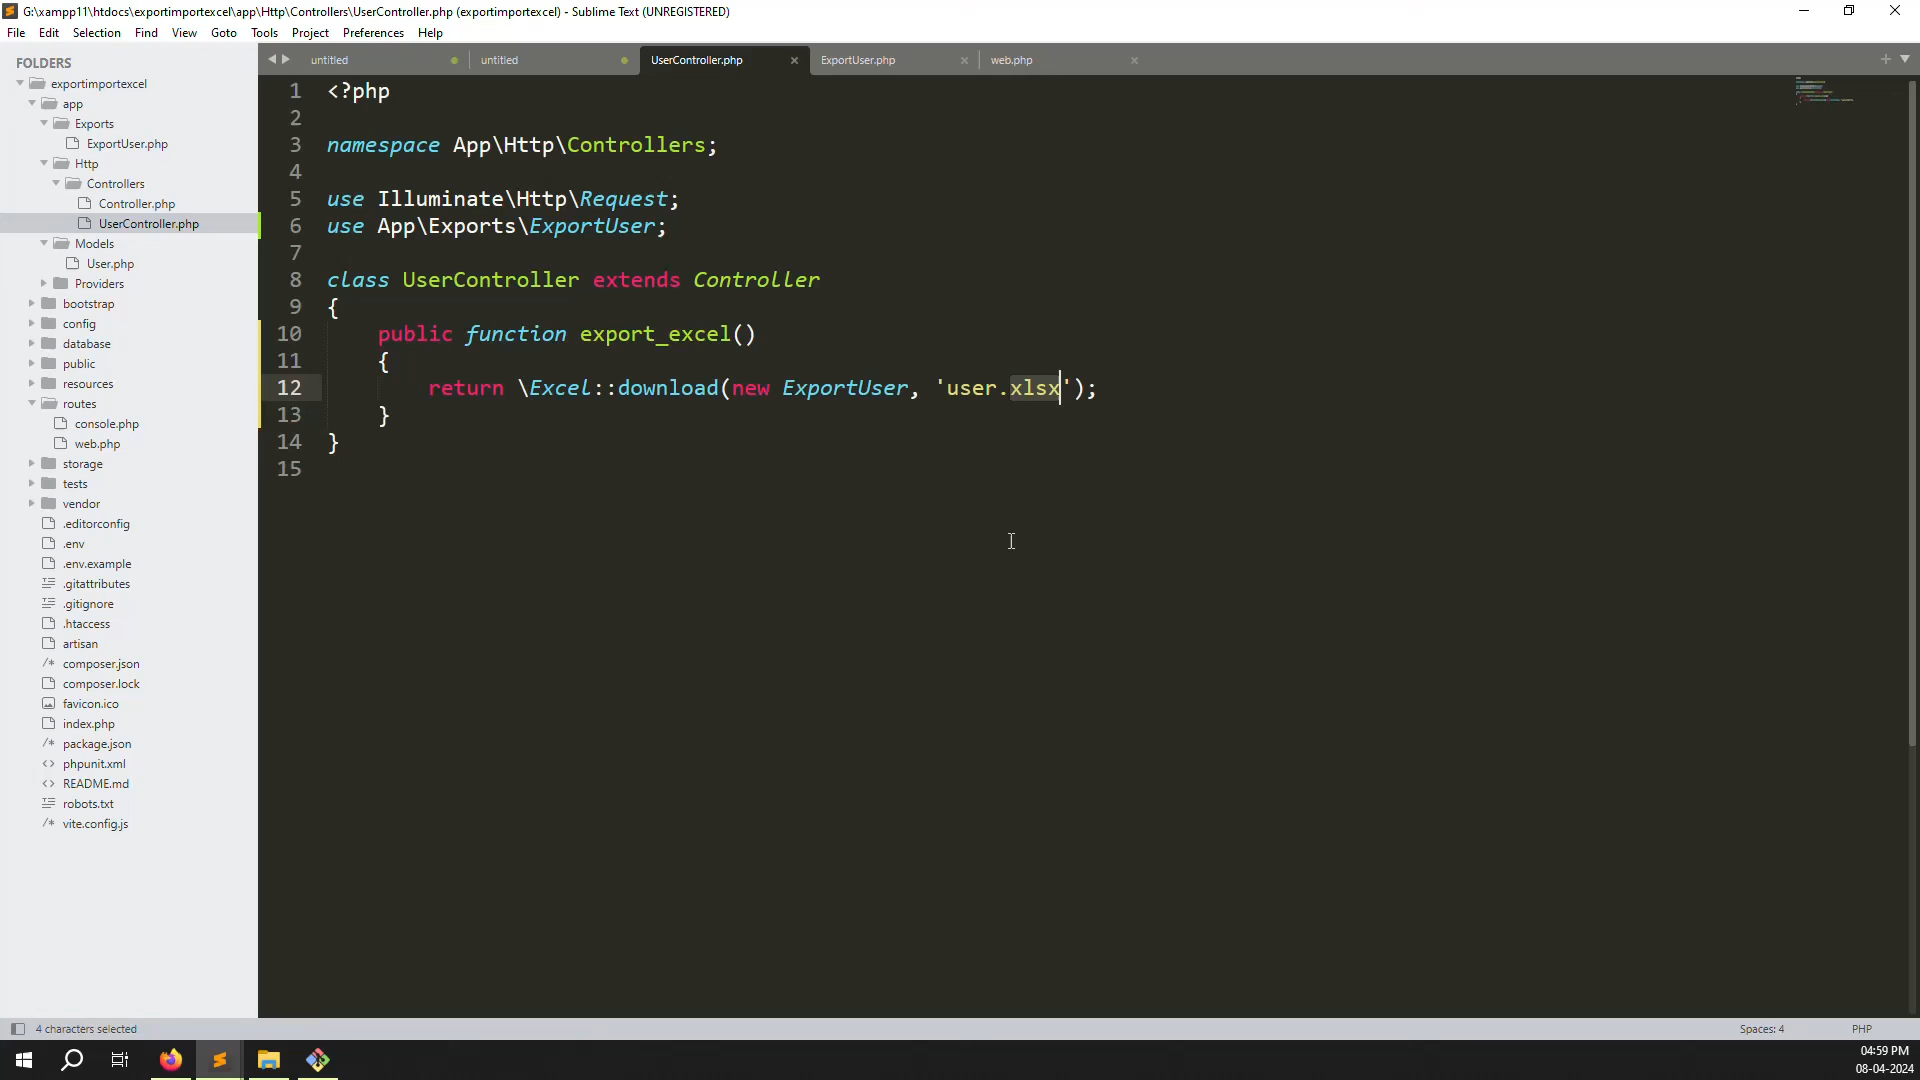 G:\xampp11\htdocs\exportimportexcel\app\Http\Controllers\UserController.php (exportimportexcel) - Sublime Text (UNREGISTERED)
File Edit Selection Find View Goto Tools Project Preferences Help
FOLDERS
exportimportexcel
app
Exports
ExportUser.php
Http
Controllers
Controller.php
UserController.php
Models
User.php
Providers
bootstrap
config
database
public
resources
routes
console.php
web.php
storage
tests
vendor
.editorconfig
.env
.env.example
.gitattributes
.gitignore
.htaccess
artisan
composer.json
composer.lock
favicon.ico
index.php
package.json
phpunit.xml
README.md
robots.txt
vite.config.js
untitled untitled UserController.php ExportUser.php web.php
1 <?php
2
3 namespace App\Http\Controllers;
4
5 use Illuminate\Http\Request;
6 use App\Exports\ExportUser;
7
8 class UserController extends Controller
9 {
10 public function export_excel()
11 {
12 return \Excel::download(new ExportUser, 'user.xlsx');
13 }
14 }
15
4 characters selected Spaces: 4 PHP
04:59 PM
08-04-2024